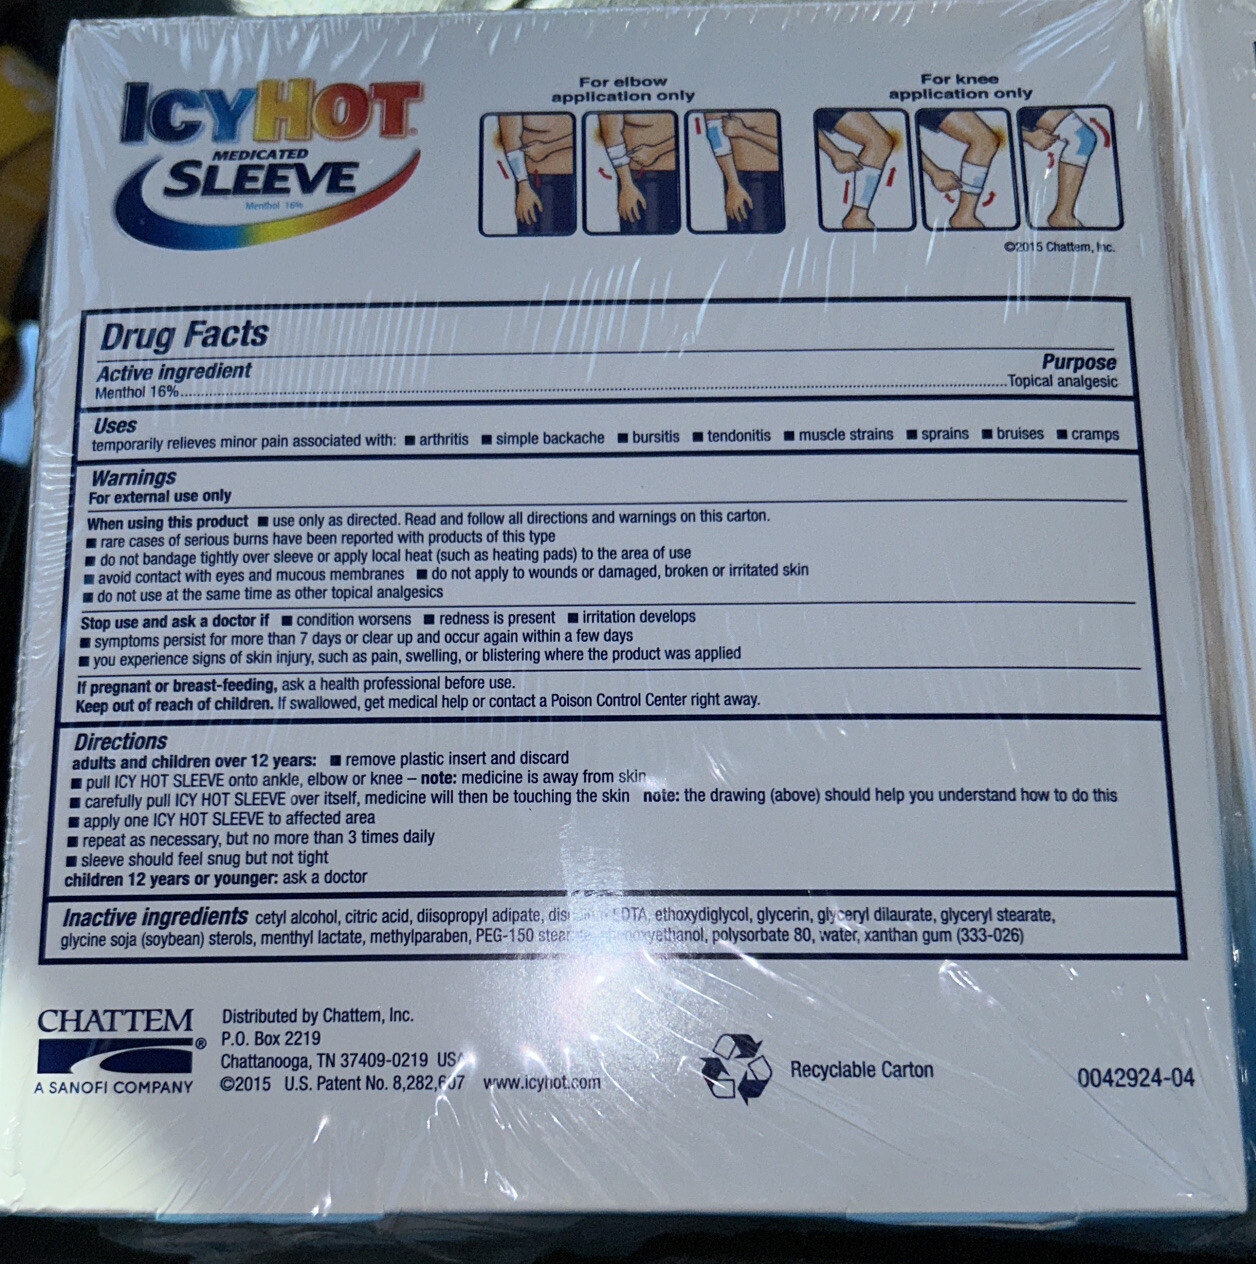 ICYHOT®
MEDICATED
SLEEVE
Menthol 16%
For elbow
application only
For knee
application only
©2015 Chattem, Inc.
Drug Facts
Active ingredient Purpose
Menthol 16%..........Topical analgesic
Uses
temporarily relieves minor pain associated with: ■ arthritis ■ simple backache ■ bursitis ■ tendonitis ■ muscle strains ■ sprains ■ bruises ■ cramps
Warnings
For external use only
When using this product ■ use only as directed. Read and follow all directions and warnings on this carton.
■ rare cases of serious burns have been reported with products of this type
■ do not bandage tightly over sleeve or apply local heat (such as heating pads) to the area of use
■ avoid contact with eyes and mucous membranes ■ do not apply to wounds or damaged, broken or irritated skin
■ do not use at the same time as other topical analgesics
Stop use and ask a doctor if ■ condition worsens ■ redness is present ■ irritation develops
■ symptoms persist for more than 7 days or clear up and occur again within a few days
■ you experience signs of skin injury, such as pain, swelling, or blistering where the product was applied
If pregnant or breast-feeding, ask a health professional before use.
Keep out of reach of children. If swallowed, get medical help or contact a Poison Control Center right away.
Directions
adults and children over 12 years: ■ remove plastic insert and discard
■ pull ICY HOT SLEEVE onto ankle, elbow or knee – note: medicine is away from skin
■ carefully pull ICY HOT SLEEVE over itself, medicine will then be touching the skin note: the drawing (above) should help you understand how to do this
■ apply one ICY HOT SLEEVE to affected area
■ repeat as necessary, but no more than 3 times daily
■ sleeve should feel snug but not tight
children 12 years or younger: ask a doctor
Inactive ingredients cetyl alcohol, citric acid, diisopropyl adipate, EDTA, ethoxydiglycol, glycerin, glyceryl dilaurate, glyceryl stearate,
glycine soja (soybean) sterols, menthyl lactate, methylparaben, PEG-150 phenoxyethanol, polysorbate 80, water, xanthan gum (333-026)
CHATTEM®
A SANOFI COMPANY
Distributed by Chattem, Inc.
P.O. Box 2219
Chattanooga, TN 37409-0219 USA
©2015 U.S. Patent No. www.icyhot.com
Recyclable Carton
0042924-04